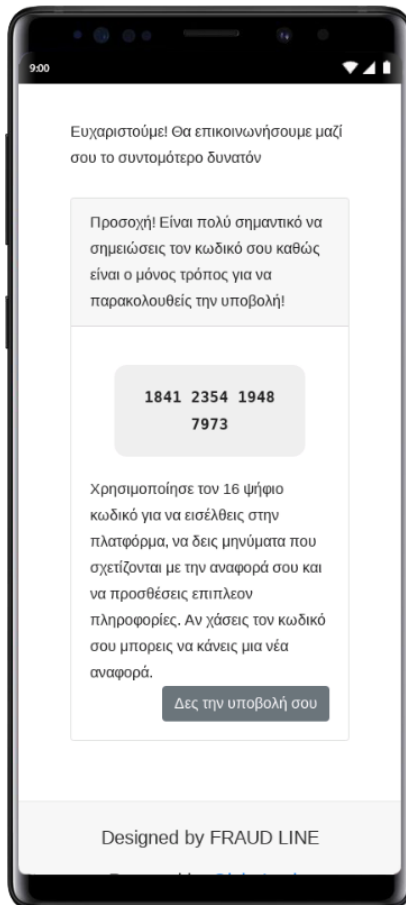 9:00
Ευχαριστούμε! Θα επικοινωνήσουμε μαζί
σου το συντομότερο δυνατόν
Προσοχή! Είναι πολύ σημαντικό να
σημειώσεις τον κωδικό σου καθώς
είναι ο μόνος τρόπος για να
παρακολουθείς την υποβολή!
1841 2354 1948
7973
Χρησιμοποίησε τον 16 ψήφιο
κωδικό για να εισέλθεις στην
πλατφόρμα, να δεις μηνύματα που
σχετίζονται με την αναφορά σου και
να προσθέσεις επιπλεον
πληροφορίες. Αν χάσεις τον κωδικό
σου μπορεις να κάνεις μια νέα
αναφορά.
Δες την υποβολή σου
Designed by FRAUD LINE